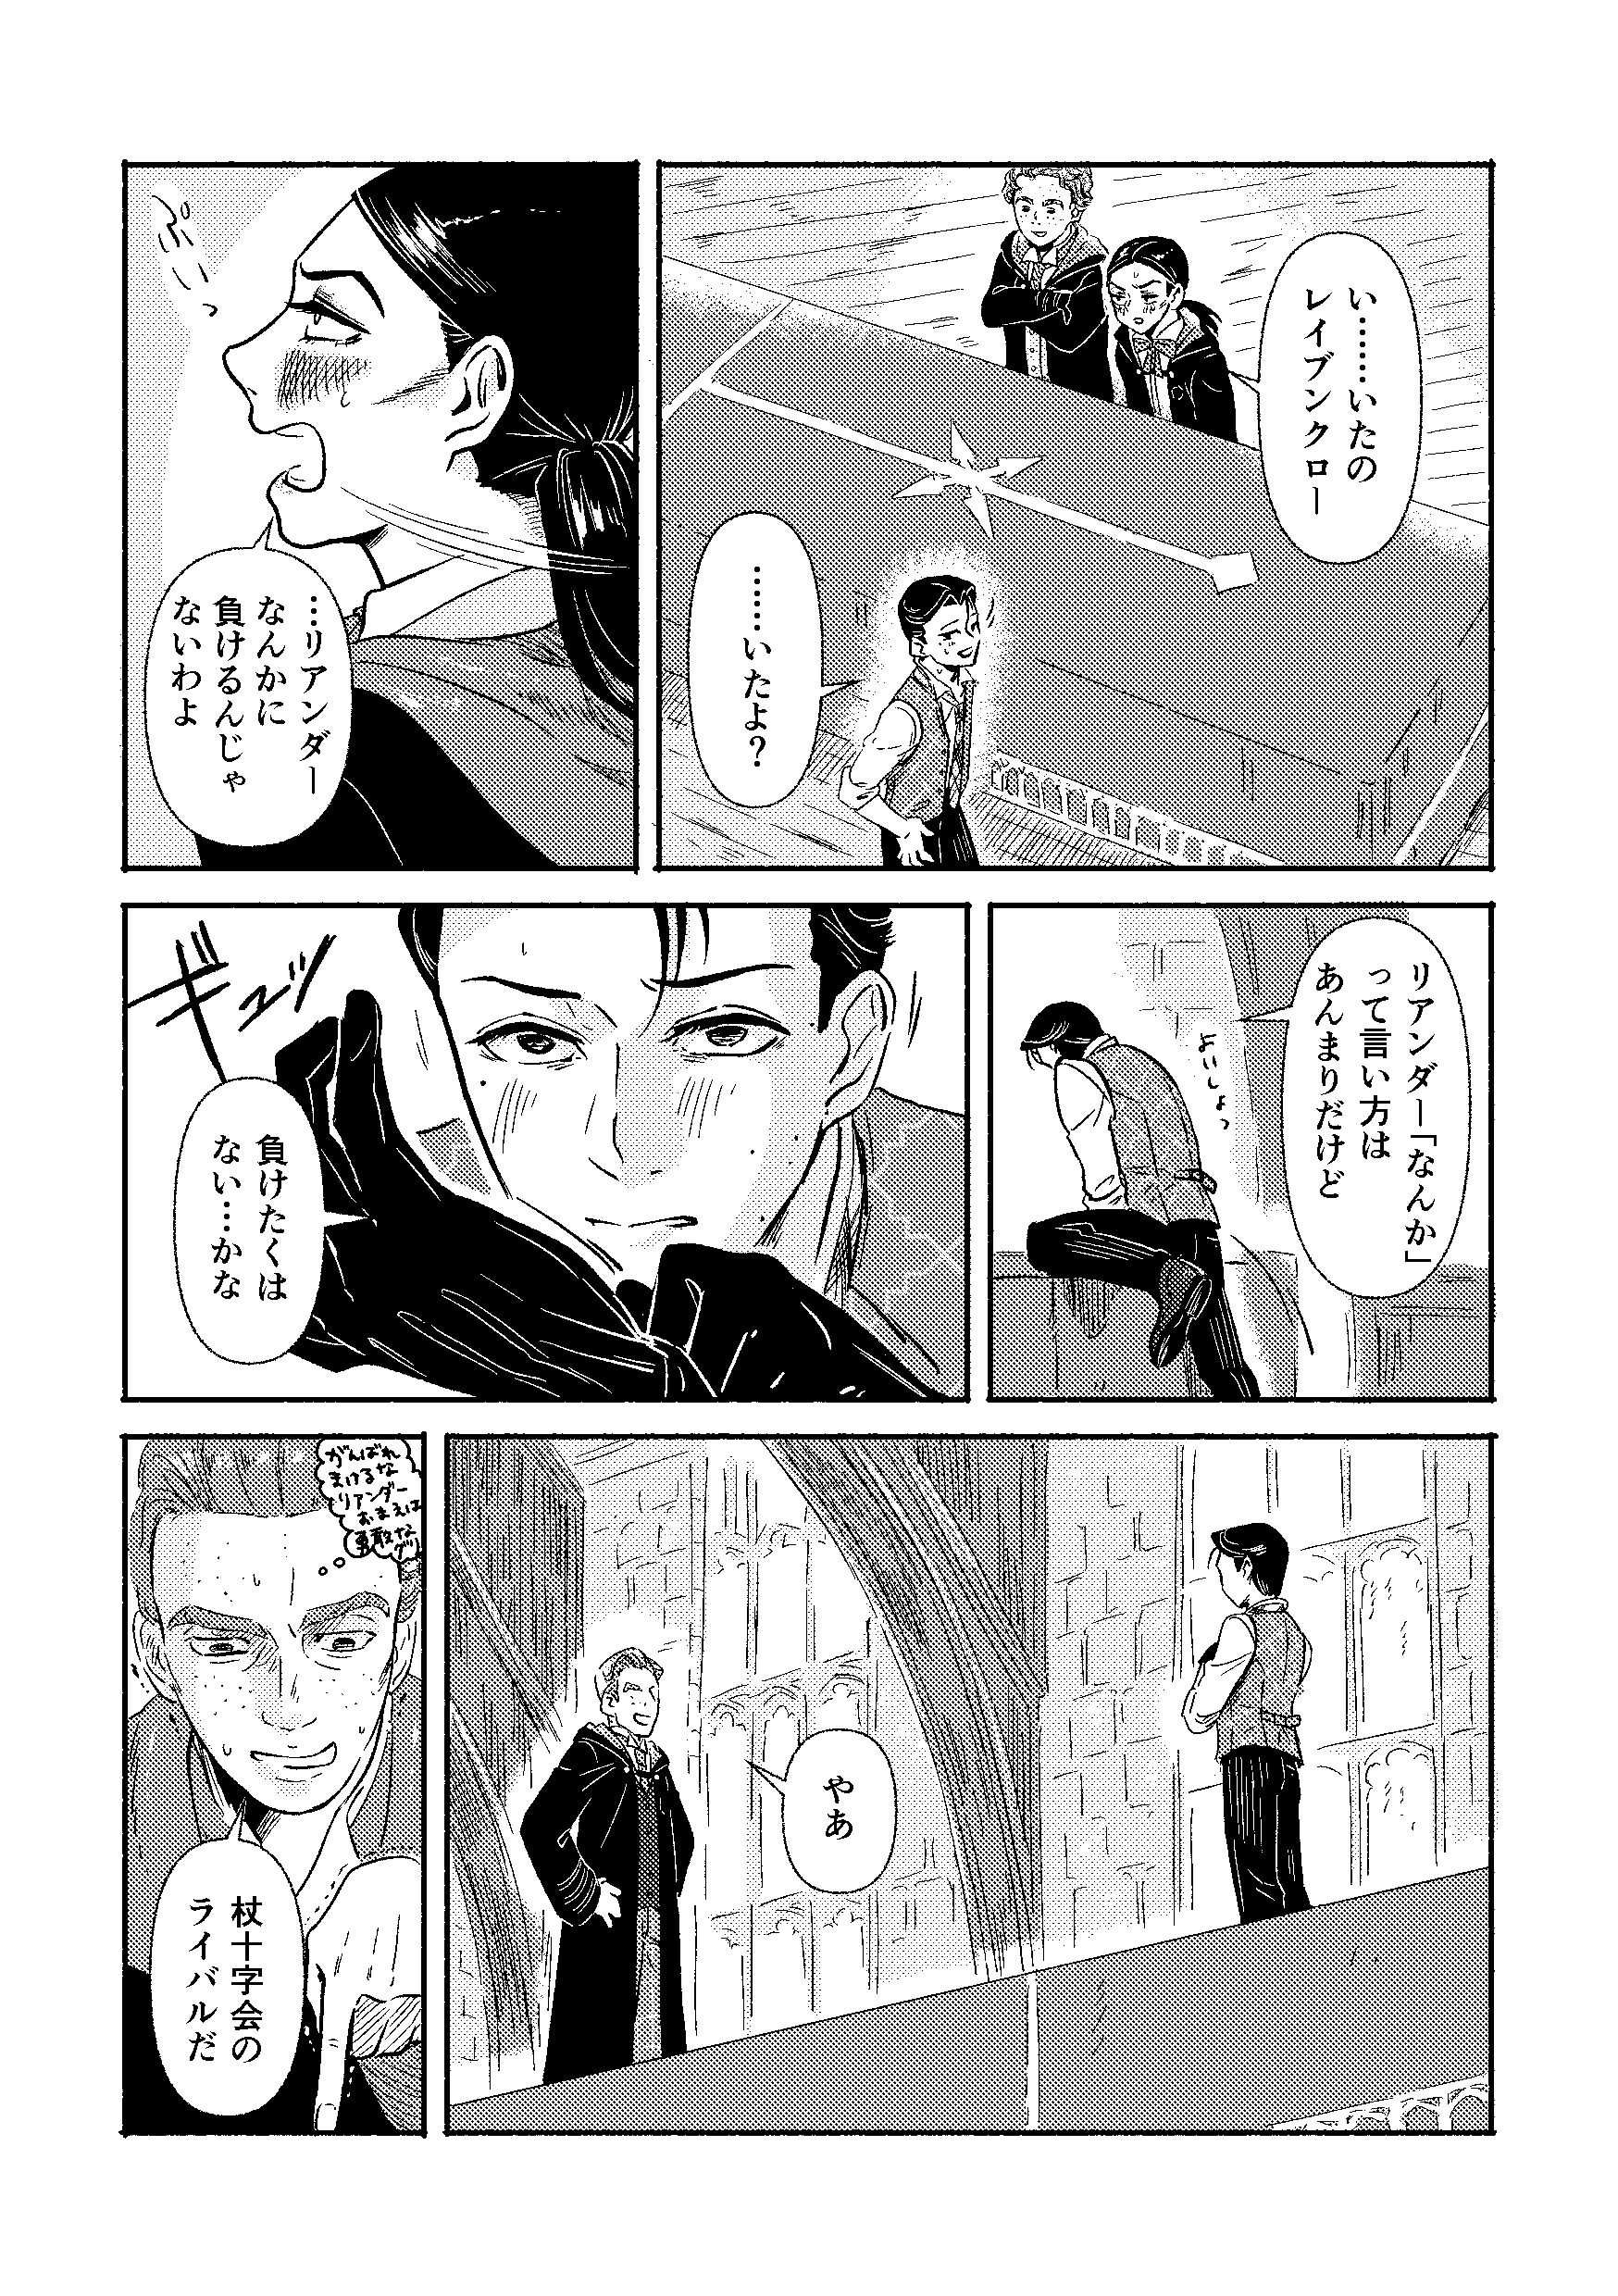 い……いたの
レイブンクロー
……いたよ？
ぷいっ
…リアンダー
なんかに
負けるんじゃ
ないわよ
リアンダー「なんか」
って言い方は
あんまりだけど
よいしょっ
ギュッ
負けたくは
ない…かな
やあ
がんばれ
まけるな
リアンダー
おまえは
勇敢な
グリ
杖十字会の
ライバルだ